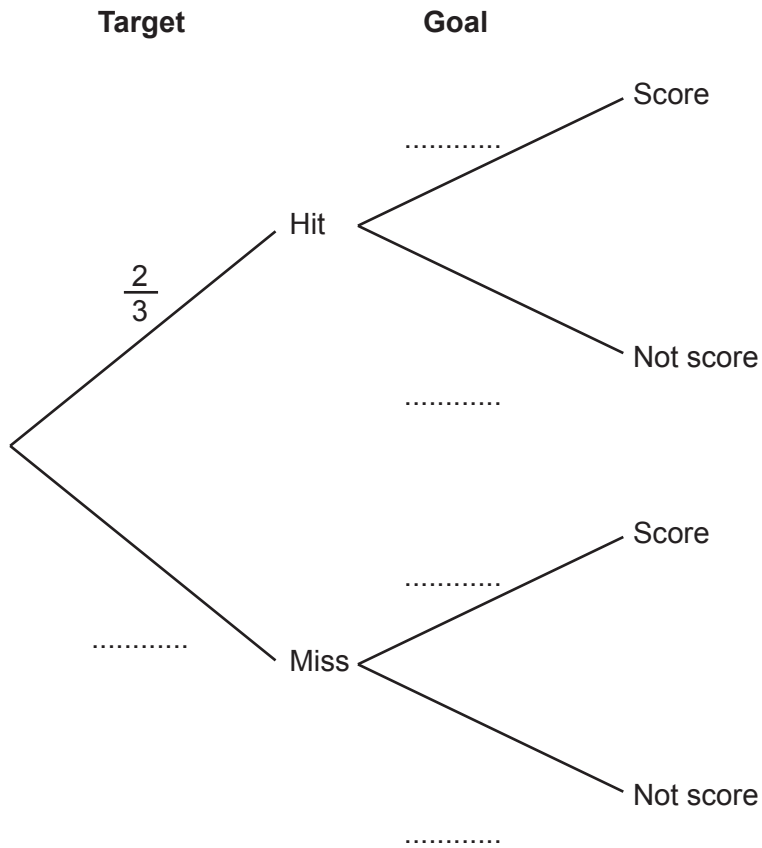 Target Goal
Score
............
Hit
2
3
Not score
............
Score
............
............
Miss
Not score
............